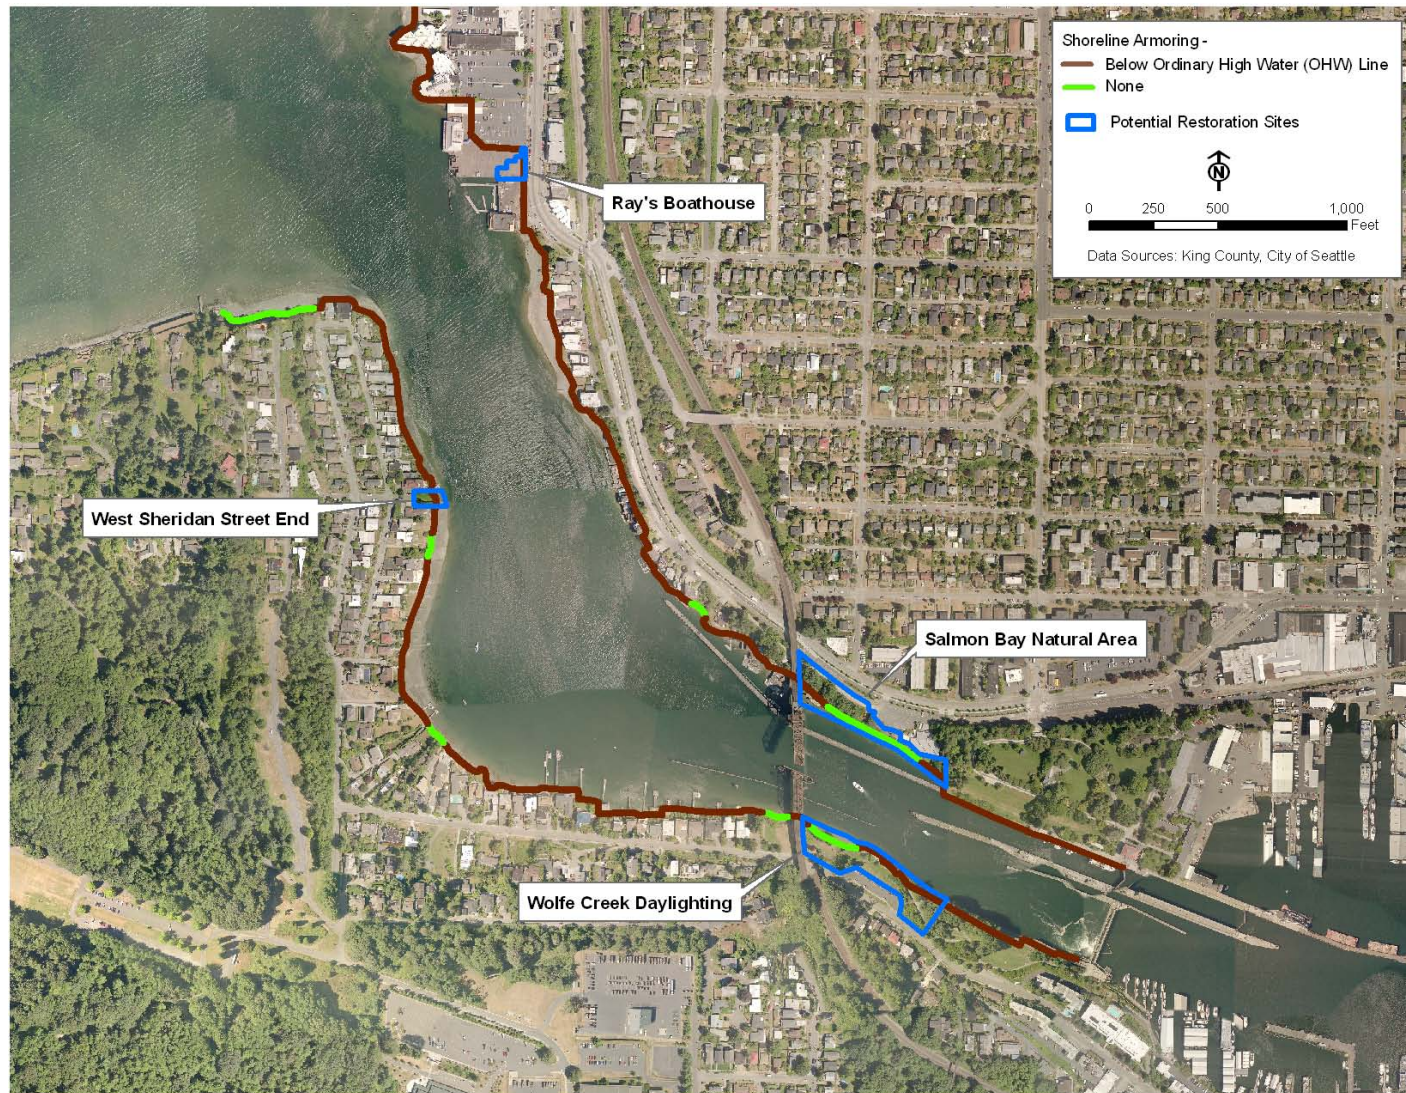 Shoreline Armoring -
Below Ordinary High Water (OHW) Line
None
Potential Restoration Sites
N
0 250 500 1,000
Feet
Data Sources: King County, City of Seattle
Ray's Boathouse
West Sheridan Street End
Salmon Bay Natural Area
Wolfe Creek Daylighting